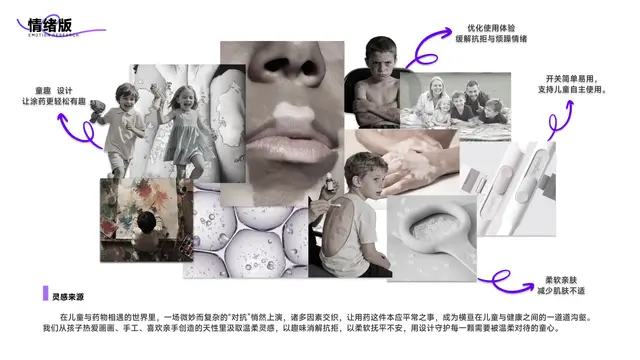 情绪版
EMOTION RESEARCH
优化使用体验
缓解抗拒与烦躁情绪
童趣 设计
让涂药更轻松有趣
开关简单易用，
支持儿童自主使用。
柔软亲肤
减少肌肤不适
灵感来源
在儿童与药物相遇的世界里，一场微妙而复杂的“对抗”悄然上演，诸多因素交织，让用药这件本应平常之事，成为横亘在儿童与健康之间的一道道沟壑。
我们从孩子热爱画画、手工、喜欢亲手创造的天性里汲取温柔灵感，以趣味消解抗拒，以柔软抚平不安，用设计守护每一颗需要被温柔对待的童心。